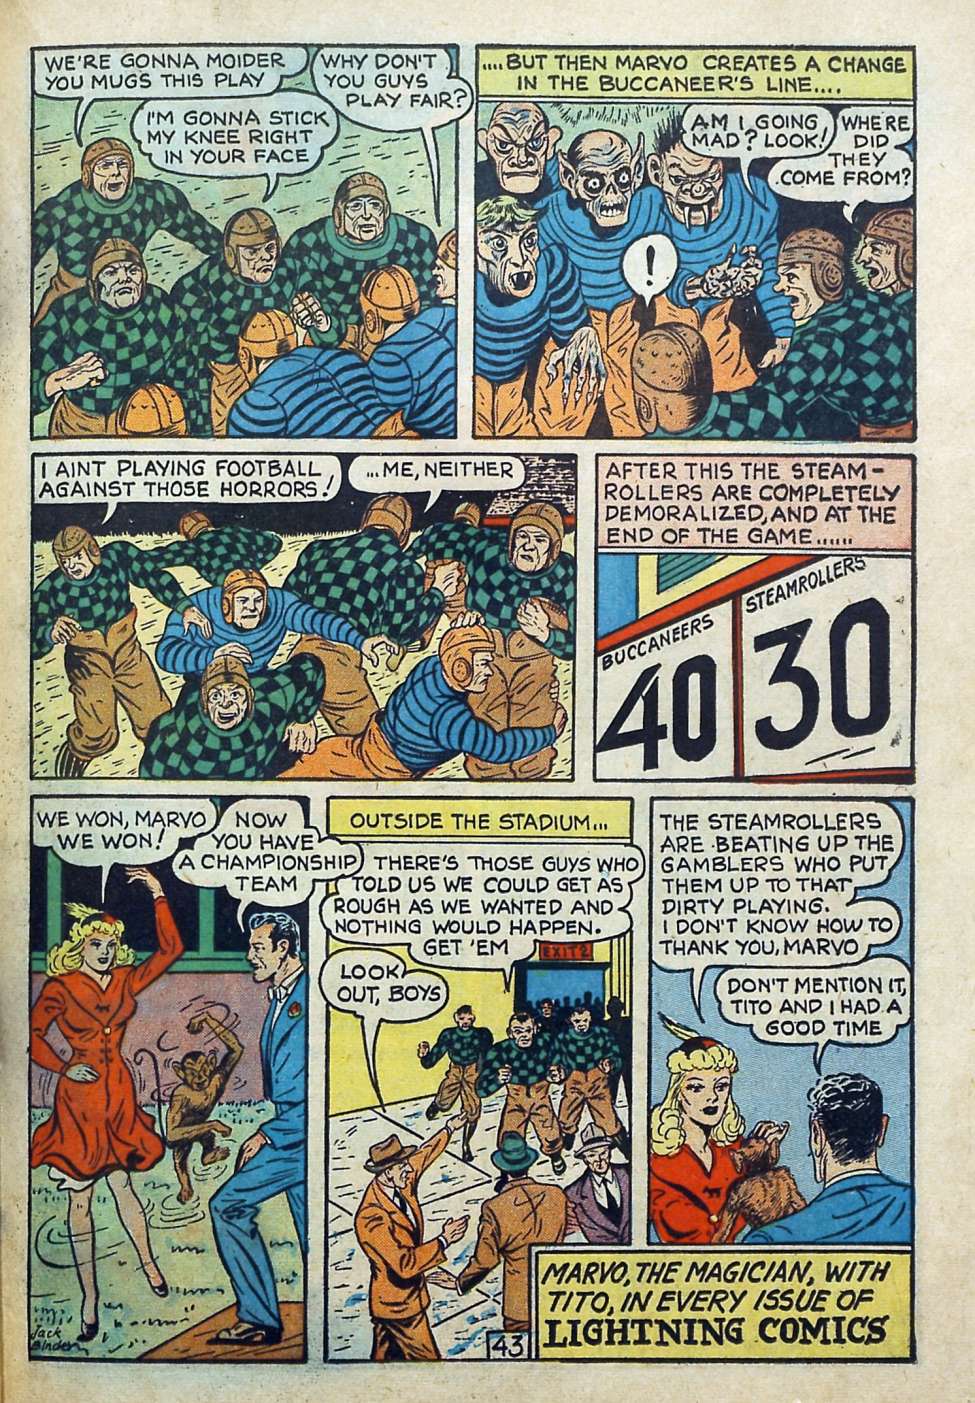 WE'RE GONNA MOIDER
YOU MUGS THIS PLAY
I'M GONNA STICK
MY KNEE RIGHT
IN YOUR FACE
WHY DON'T
YOU GUYS
PLAY FAIR?
....BUT THEN MARVO CREATES A CHANGE
IN THE BUCCANEER'S LINE....
AM I GOING
MAD? LOOK!
WHERE
DID
THEY
COME FROM?
!
I AINT PLAYING FOOTBALL
AGAINST THOSE HORRORS!
...ME, NEITHER
AFTER THIS THE STEAM-
ROLLERS ARE COMPLETELY
DEMORALIZED, AND AT THE
END OF THE GAME......
BUCCANEERS
40
STEAMROLLERS
30
WE WON, MARVO
WE WON!
NOW
YOU HAVE
A CHAMPIONSHIP
TEAM
Jack
Binder
OUTSIDE THE STADIUM...
THERE'S THOSE GUYS WHO
TOLD US WE COULD GET AS
ROUGH AS WE WANTED AND
NOTHING WOULD HAPPEN.
GET 'EM
EXIT 2
LOOK
OUT, BOYS
43
THE STEAMROLLERS
ARE BEATING UP THE
GAMBLERS WHO PUT
THEM UP TO THAT
DIRTY PLAYING.
I DON'T KNOW HOW TO
THANK YOU, MARVO
DON'T MENTION IT,
TITO AND I HAD A
GOOD TIME
MARVO, THE MAGICIAN, WITH
TITO, IN EVERY ISSUE OF
LIGHTNING COMICS